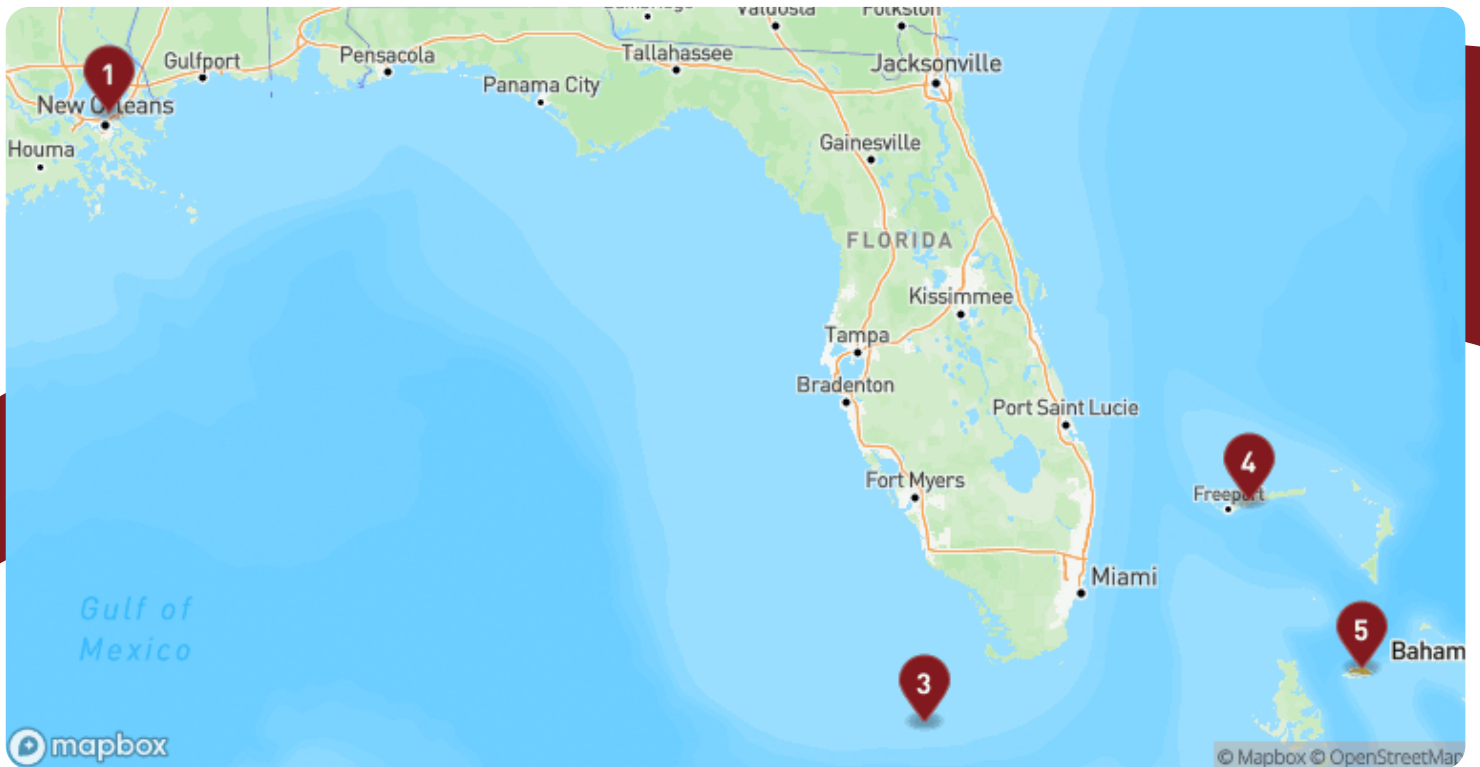 Valdosta
Folkston
1
Gulfport
Pensacola
Tallahassee
Jacksonville
Panama City
New Orleans
Houma
Gainesville
FLORIDA
Kissimmee
Tampa
Bradenton
Port Saint Lucie
4
Fort Myers
Freeport
Miami
Gulf of
Mexico
5
Baham
3
mapbox
© Mapbox © OpenStreetMap